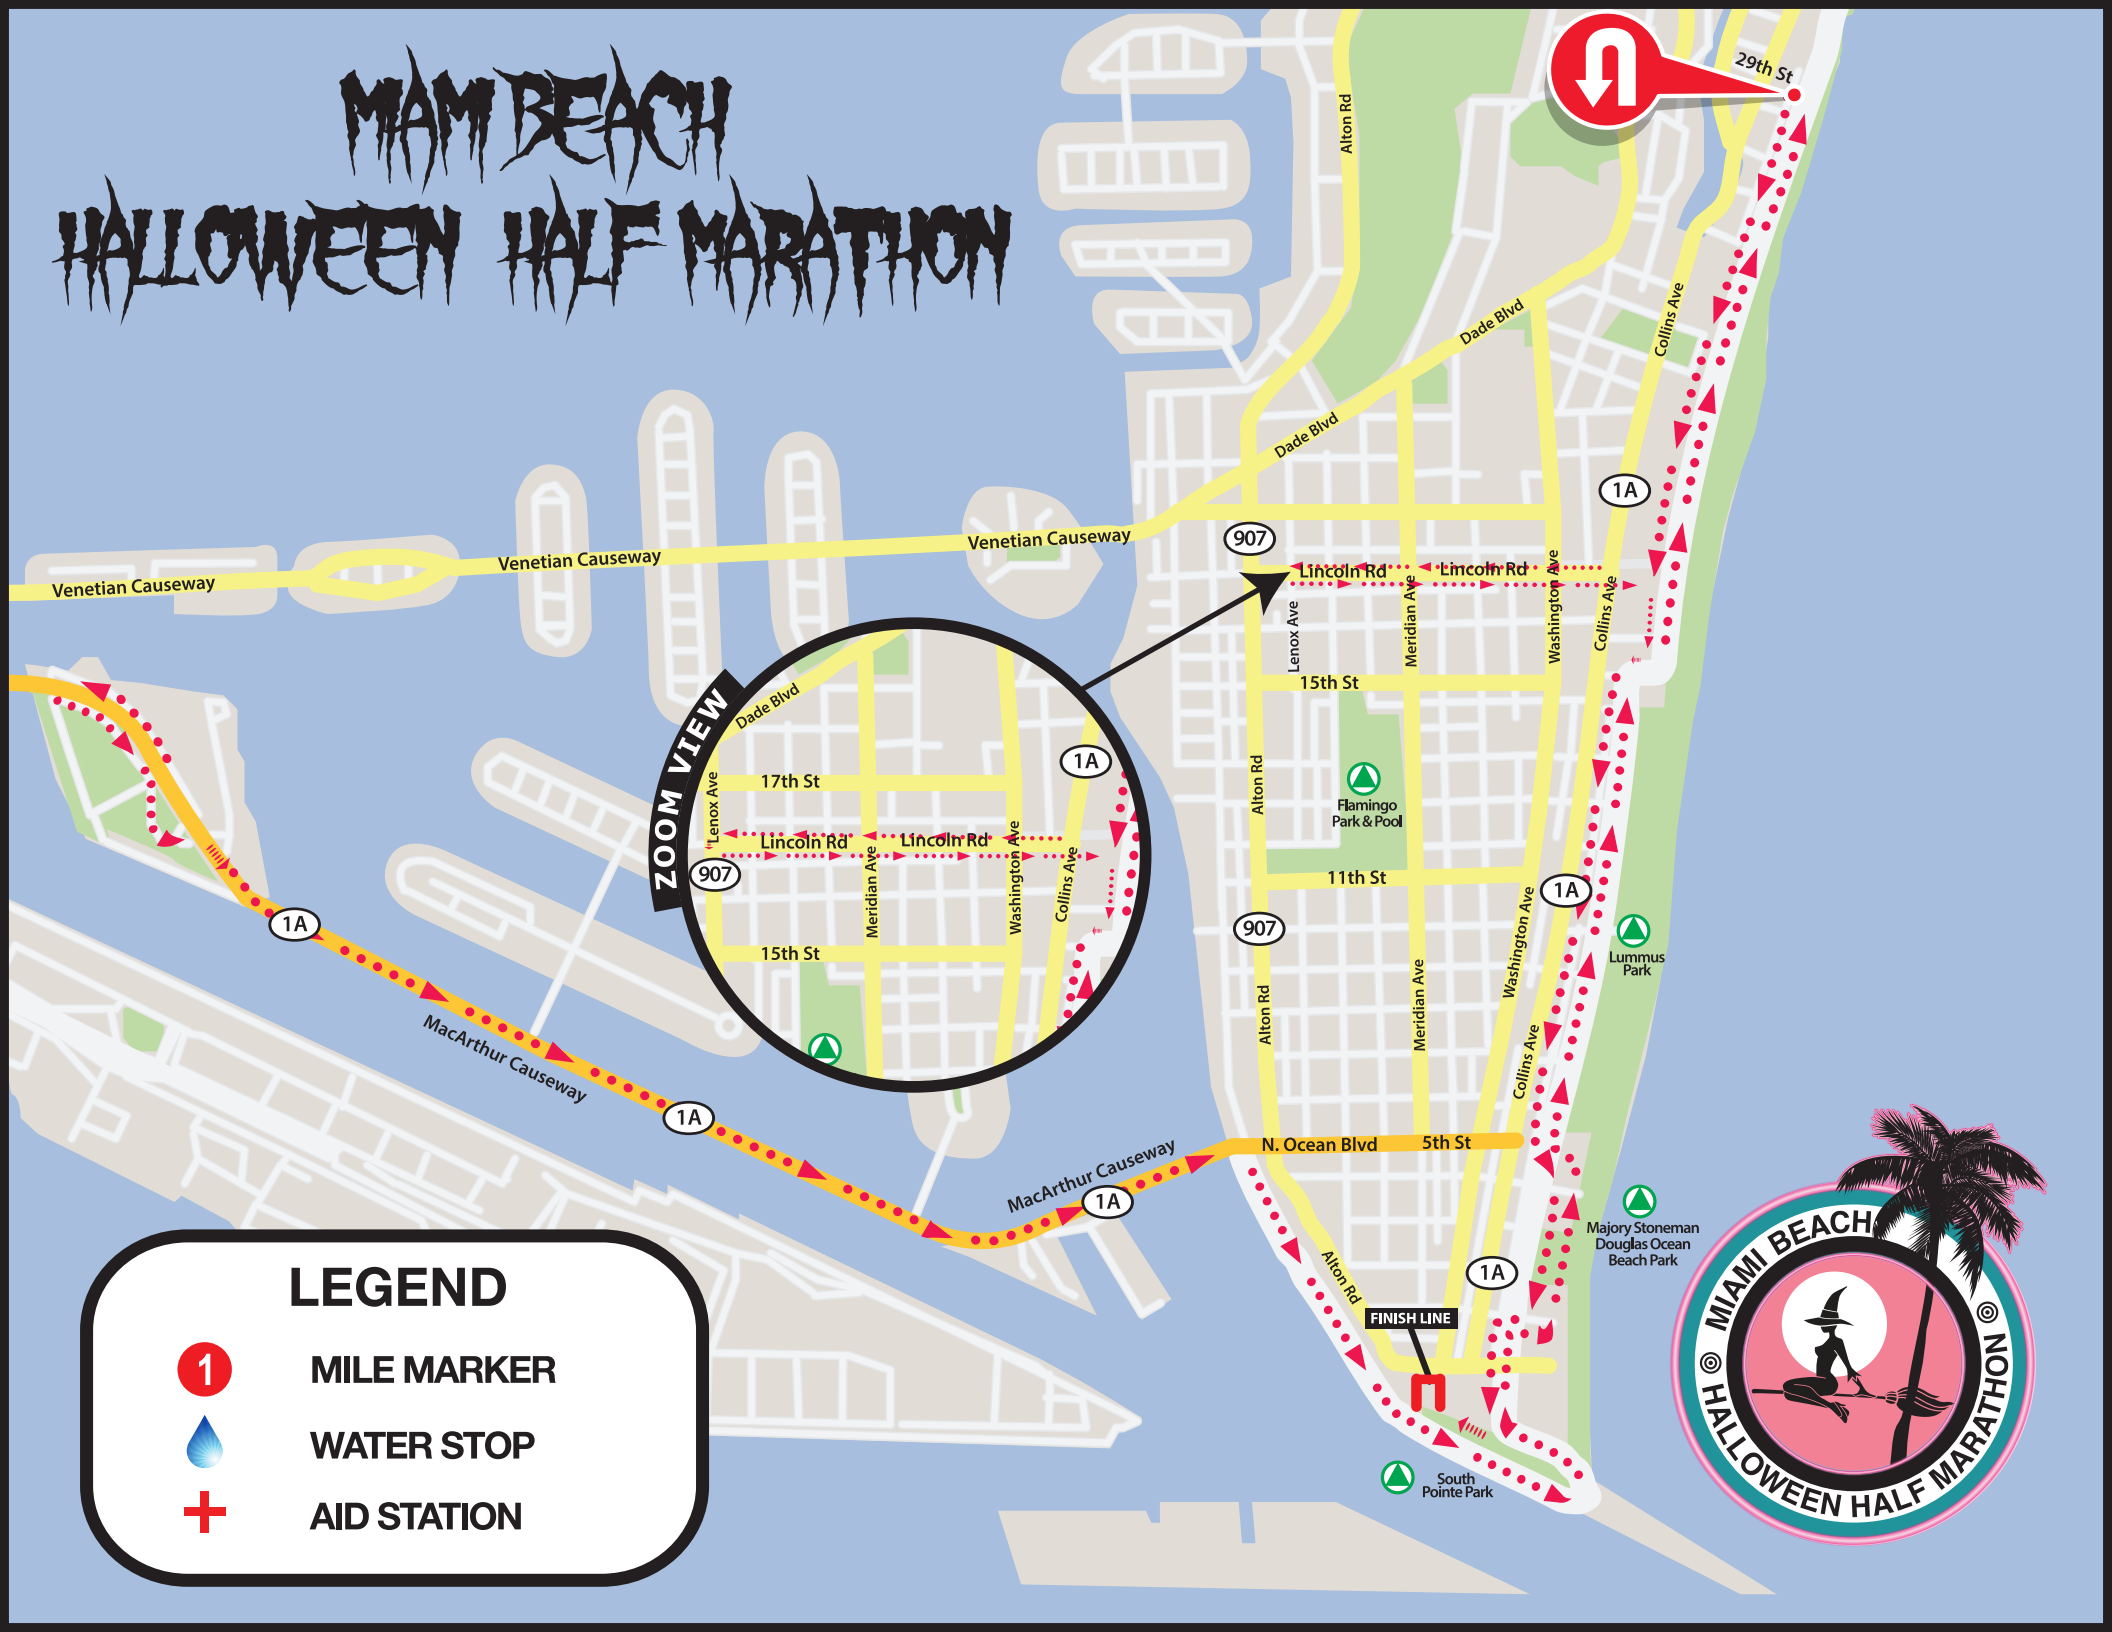 MIAMI BEACH
HALLOWEEN HALF MARATHON
29th St
Alton Rd
Dade Blvd
Collins Ave
Dade Blvd
1A
907
Venetian Causeway
Venetian Causeway
Venetian Causeway
Lincoln Rd
Lincoln Rd
Lenox Ave
Meridian Ave
Washington Ave
Collins Ave
15th St
ZOOM VIEW
Dade Blvd
1A
17th St
Lenox Ave
Lincoln Rd
Lincoln Rd
907
Meridian Ave
Washington Ave
Collins Ave
15th St
Alton Rd
Flamingo
Park & Pool
11th St
1A
907
Washington Ave
Lummus
Park
Alton Rd
Meridian Ave
Collins Ave
1A
MacArthur Causeway
1A
MacArthur Causeway
1A
N. Ocean Blvd
5th St
Majory Stoneman
Douglas Ocean
Beach Park
Alton Rd
1A
FINISH LINE
South
Pointe Park
LEGEND
1 MILE MARKER
WATER STOP
AID STATION
MIAMI BEACH
HALLOWEEN HALF MARATHON